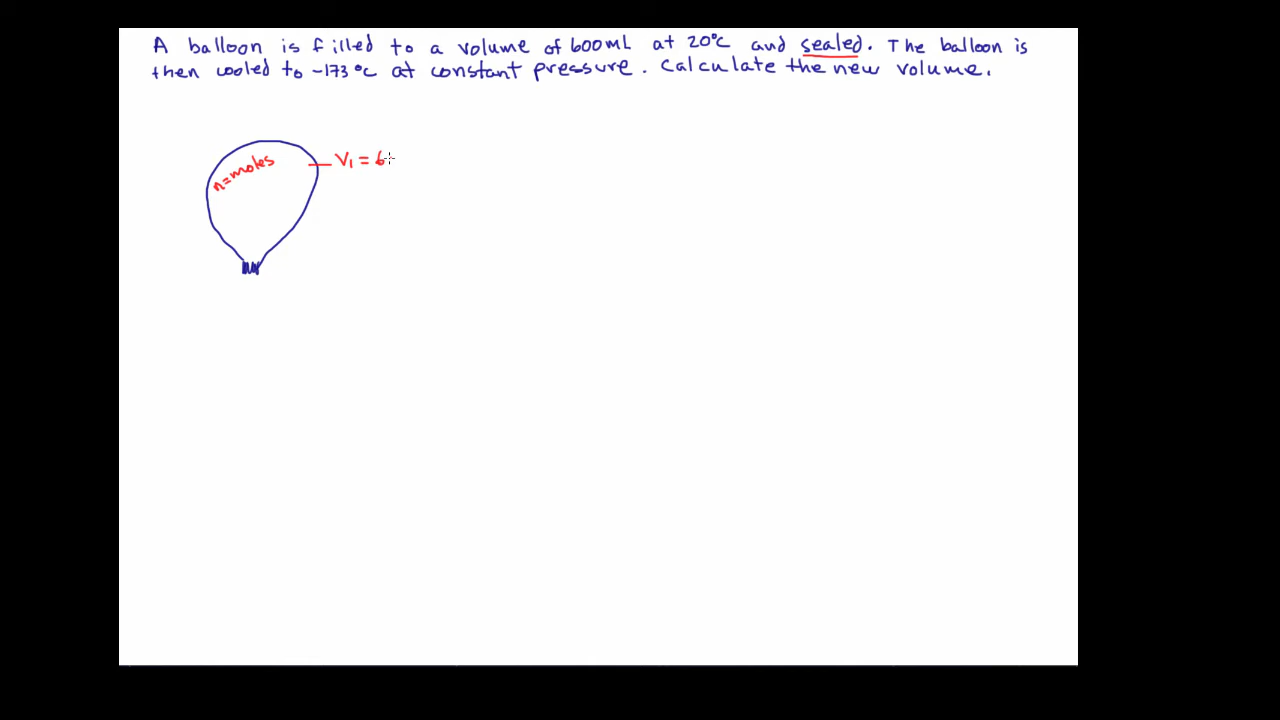 A balloon is filled to a volume of 600mL at 20°C and sealed. The balloon is
then cooled to -173°C at constant pressure. Calculate the new volume.
n=moles
V₁ = 6